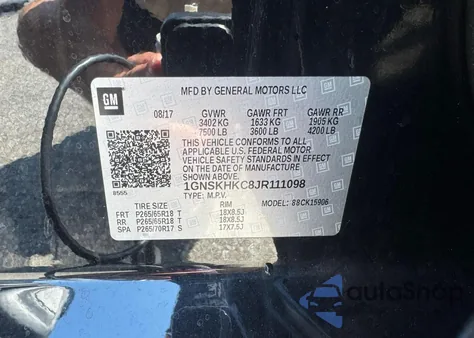 MFD BY GENERAL MOTORS LLC
GM
08/17 GVWR GAWR FRT GAWR RR
3402 KG 1633 KG 1905 KG
7500 LB 3600 LB 4200 LB
THIS VEHICLE CONFORMS TO ALL
APPLICABLE U.S. FEDERAL MOTOR
VEHICLE SAFETY STANDARDS IN EFFECT
ON THE DATE OF MANUFACTURE SHOWN ABOVE.
1GNSKHKC8JR111098
8555
TYPE: M.P.V. MODEL: 88CK15906
TIRE SIZE RIM
FRT P265/65R18 T 18X8.5J
RR P265/65R18 T 18X8.5J
SPA P265/70R17 S 17X7.5J
autoSnap